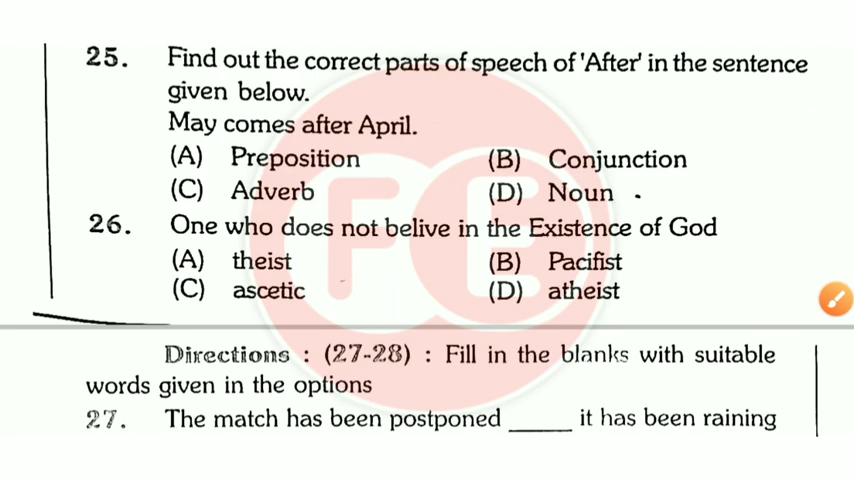 25. Find out the correct parts of speech of 'After' in the sentence
given below.
May comes after April.
(A) Preposition (B) Conjunction
(C) Adverb (D) Noun
26. One who does not belive in the Existence of God
(A) theist (B) Pacifist
(C) ascetic (D) atheist
Directions : (27-28) : Fill in the blanks with suitable
words given in the options
27. The match has been postponed _____ it has been raining
FCE